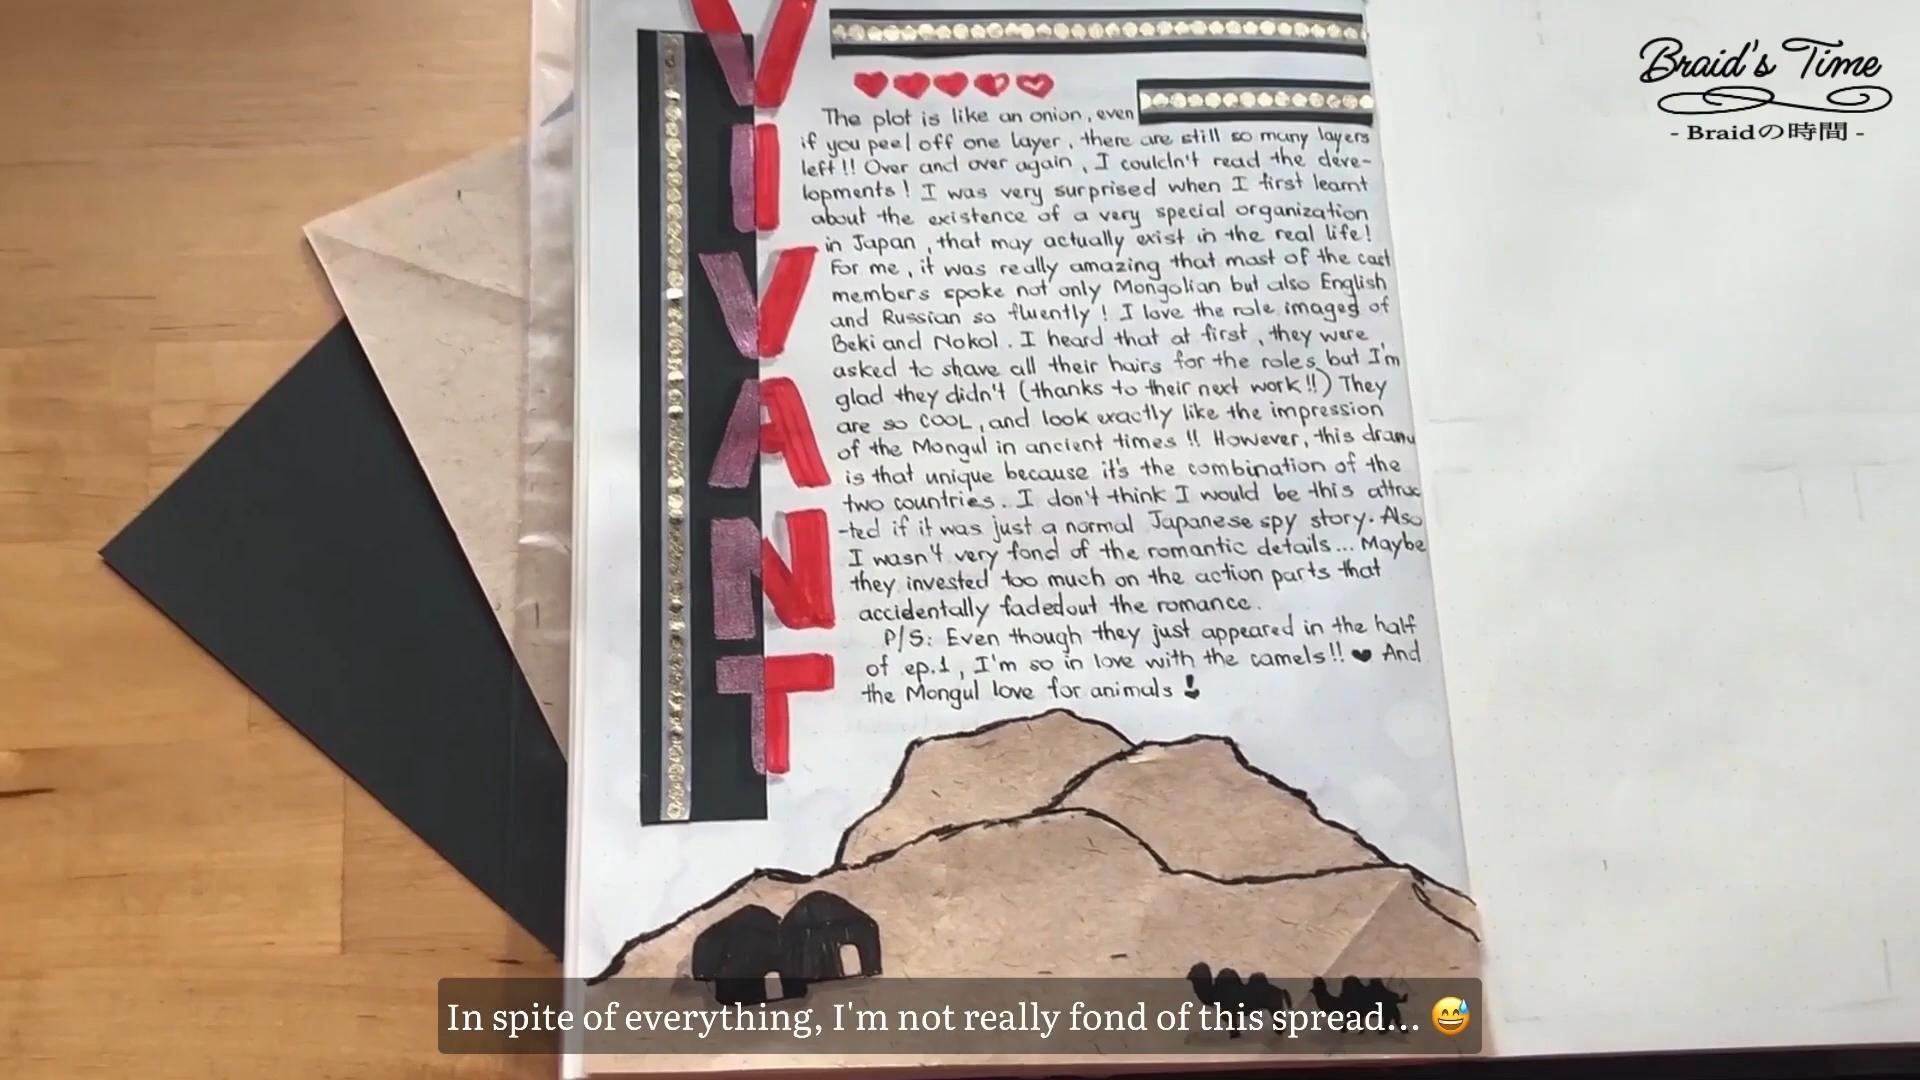 Braid's Time
- Braidの時間 -
VIVANT
The plot is like an onion, even
if you peel off one layer, there are still so many layers
left!! Over and over again, I couldn't read the deve-
lopments! I was very surprised when I first learnt
about the existence of a very special organization
in Japan, that may actually exist in the real life!
For me, it was really amazing that most of the cast
members spoke not only Mongolian but also English
and Russian so fluently! I love the role images of
Beki and Nokol. I heard that at first, they were
asked to shave all their hairs for the roles, but I'm
glad they didn't (thanks to their next work!!) They
are so COOL, and look exactly like the impression
of the Mongul in ancient times!! However, this drama
is that unique because it's the combination of the
two countries. I don't think I would be this attrac
-ted if it was just a normal Japanese spy story. Also
I wasn't very fond of the romantic details... Maybe
they invested too much on the action parts that
accidentally fadedout the romance.
P/S: Even though they just appeared in the half
of ep.1, I'm so in love with the camels!! ♥ And
the Mongul love for animals!
In spite of everything, I'm not really fond of this spread... 😅